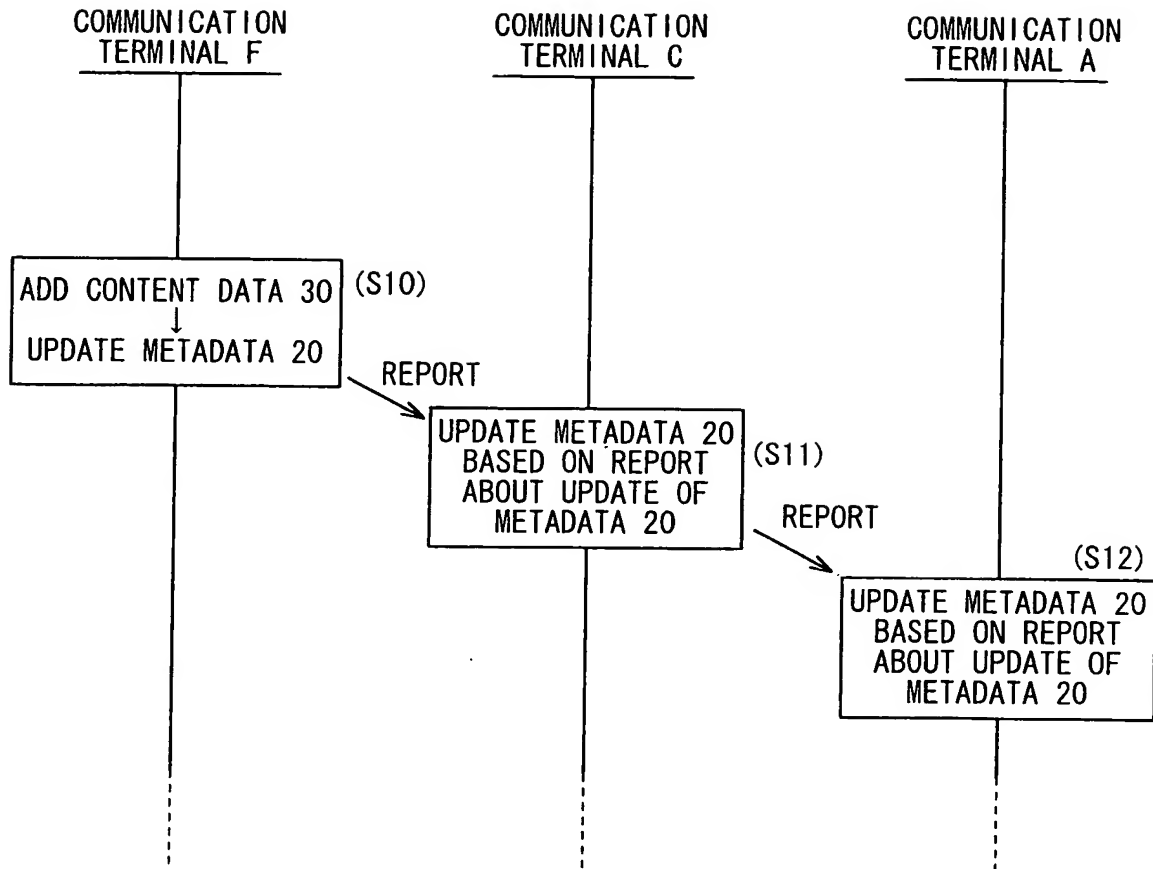 COMMUNICATION
TERMINAL F
COMMUNICATION
TERMINAL C
COMMUNICATION
TERMINAL A
ADD CONTENT DATA 30
↓
UPDATE METADATA 20
(S10)
REPORT
UPDATE METADATA 20
BASED ON REPORT
ABOUT UPDATE OF
METADATA 20
(S11)
REPORT
(S12)
UPDATE METADATA 20
BASED ON REPORT
ABOUT UPDATE OF
METADATA 20